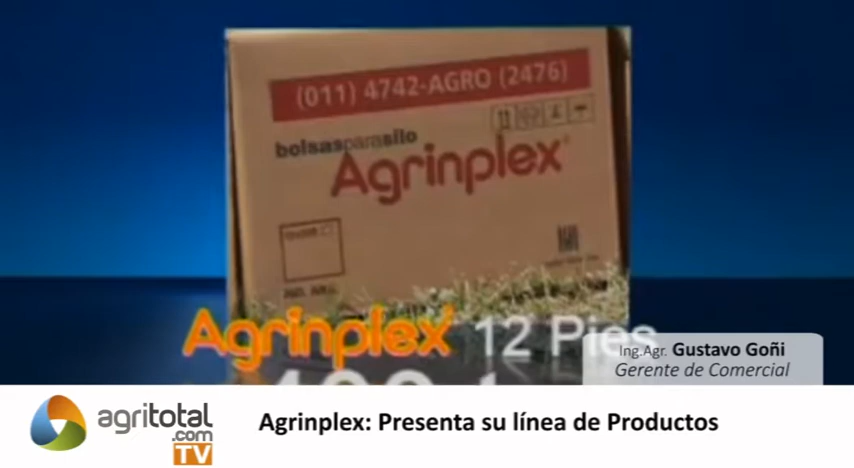 (011) 4742-AGRO (2476)
bolsasparasilo
Agrinplex®
Agrinplex 12 Pies
Ing.Agr. Gustavo Goñi
Gerente de Comercial
agritotal
.com
TV
Agrinplex: Presenta su línea de Productos